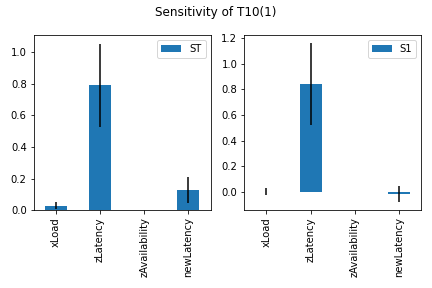 Sensitivity of T10(1)
ST
1.0
0.8
0.6
0.4
0.2
0.0
xLoad
zLatency
zAvailability
newLatency
S1
1.2
1.0
0.8
0.6
0.4
0.2
0.0
xLoad
zLatency
zAvailability
newLatency